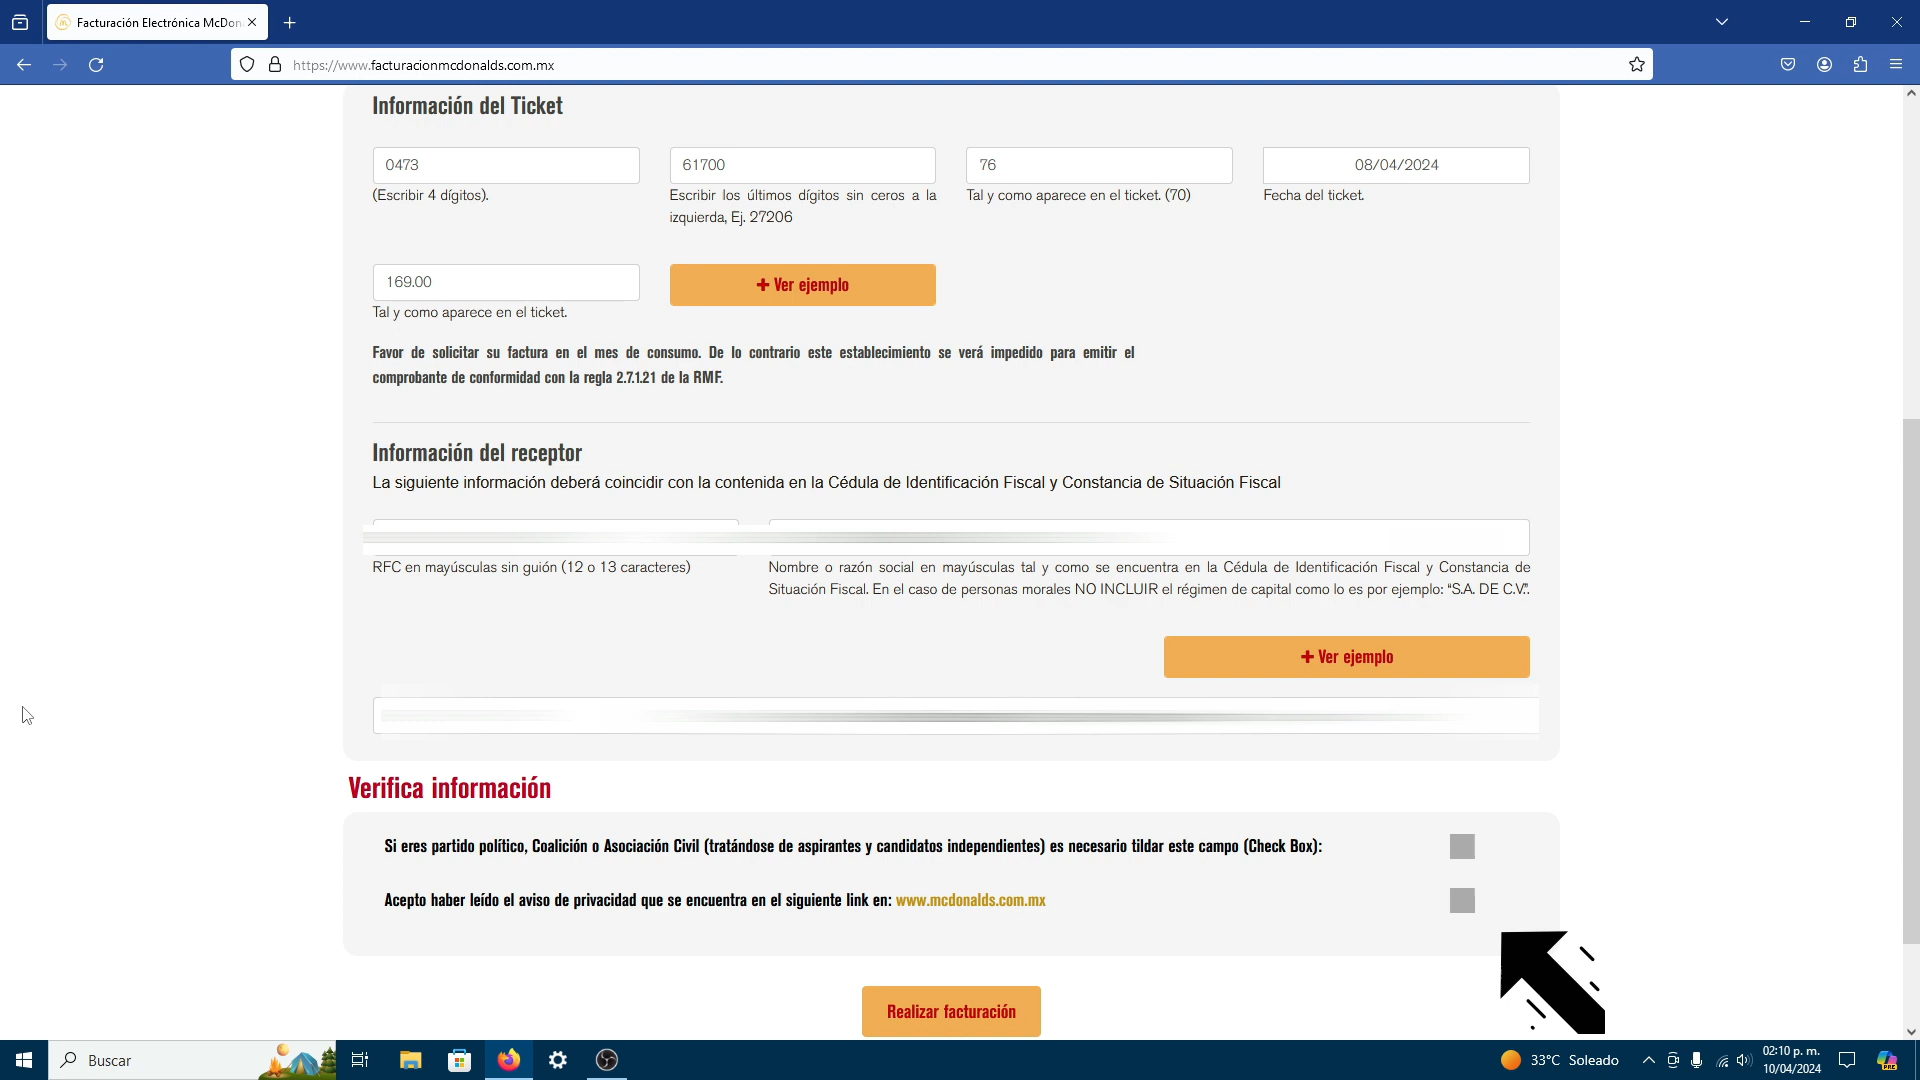 Facturación Electrónica McDon
https://www.facturacionmcdonalds.com.mx
Información del Ticket
0473
61700
76
08/04/2024
(Escribir 4 dígitos).
Escribir los últimos dígitos sin ceros a la
izquierda, Ej. 27206
Tal y como aparece en el ticket. (70)
Fecha del ticket.
169.00
+ Ver ejemplo
Tal y como aparece en el ticket.
Favor de solicitar su factura en el mes de consumo. De lo contrario este establecimiento se verá impedido para emitir el
comprobante de conformidad con la regla 2.7.1.21 de la RMF.
Información del receptor
La siguiente información deberá coincidir con la contenida en la Cédula de Identificación Fiscal y Constancia de Situación Fiscal
RFC en mayúsculas sin guión (12 o 13 caracteres)
Nombre o razón social en mayúsculas tal y como se encuentra en la Cédula de Identificación Fiscal y Constancia de
Situación Fiscal. En el caso de personas morales NO INCLUIR el régimen de capital como lo es por ejemplo: “S.A. DE C.V.”.
+ Ver ejemplo
Verifica información
Si eres partido político, Coalición o Asociación Civil (tratándose de aspirantes y candidatos independientes) es necesario tildar este campo (Check Box):
Acepto haber leído el aviso de privacidad que se encuentra en el siguiente link en: www.mcdonalds.com.mx
Realizar facturación
Buscar
33°C Soleado
02:10 p. m.
10/04/2024
PRE